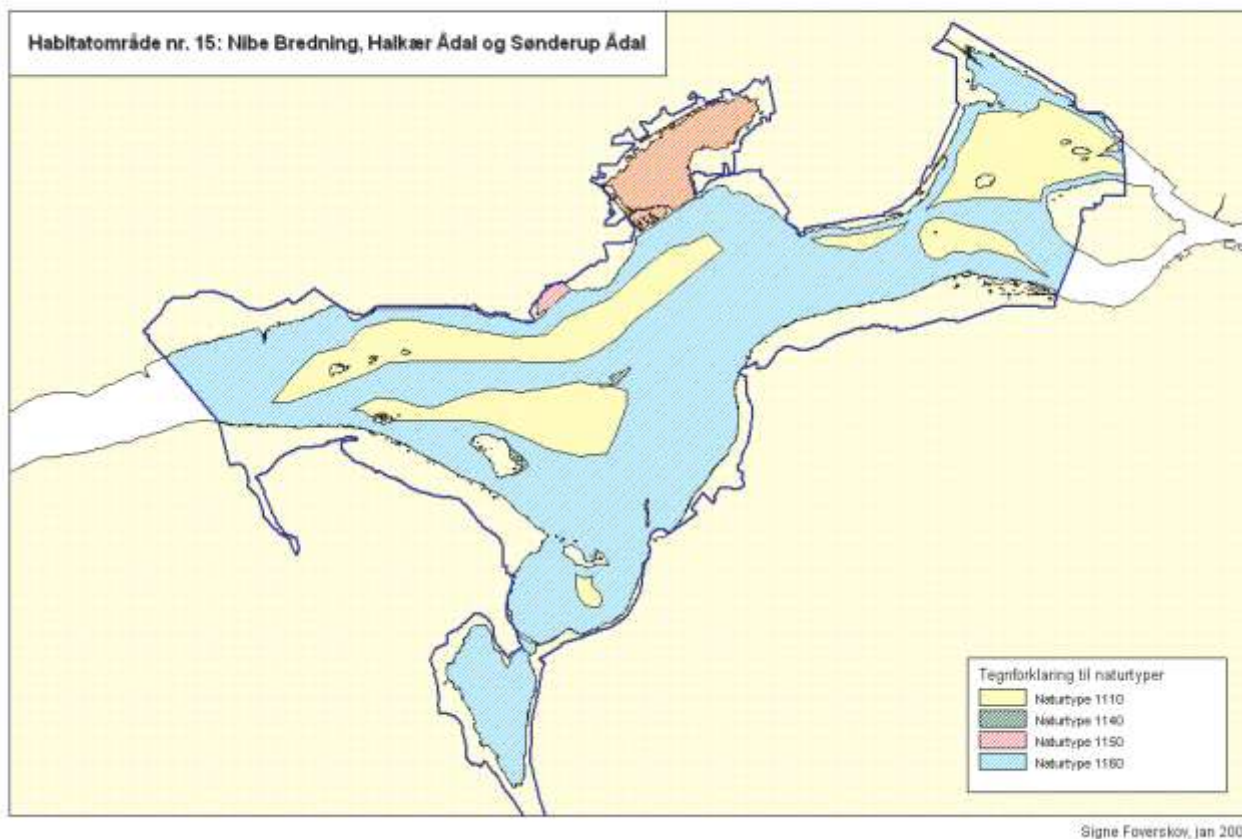 Habitatområde nr. 15: Nibe Bredning, Halkær Ådal og Sønderup Ådal
Tegnforklaring til naturtyper
Naturtype 1110
Naturtype 1140
Naturtype 1150
Naturtype 1160
Signe Foverskov, jan 200